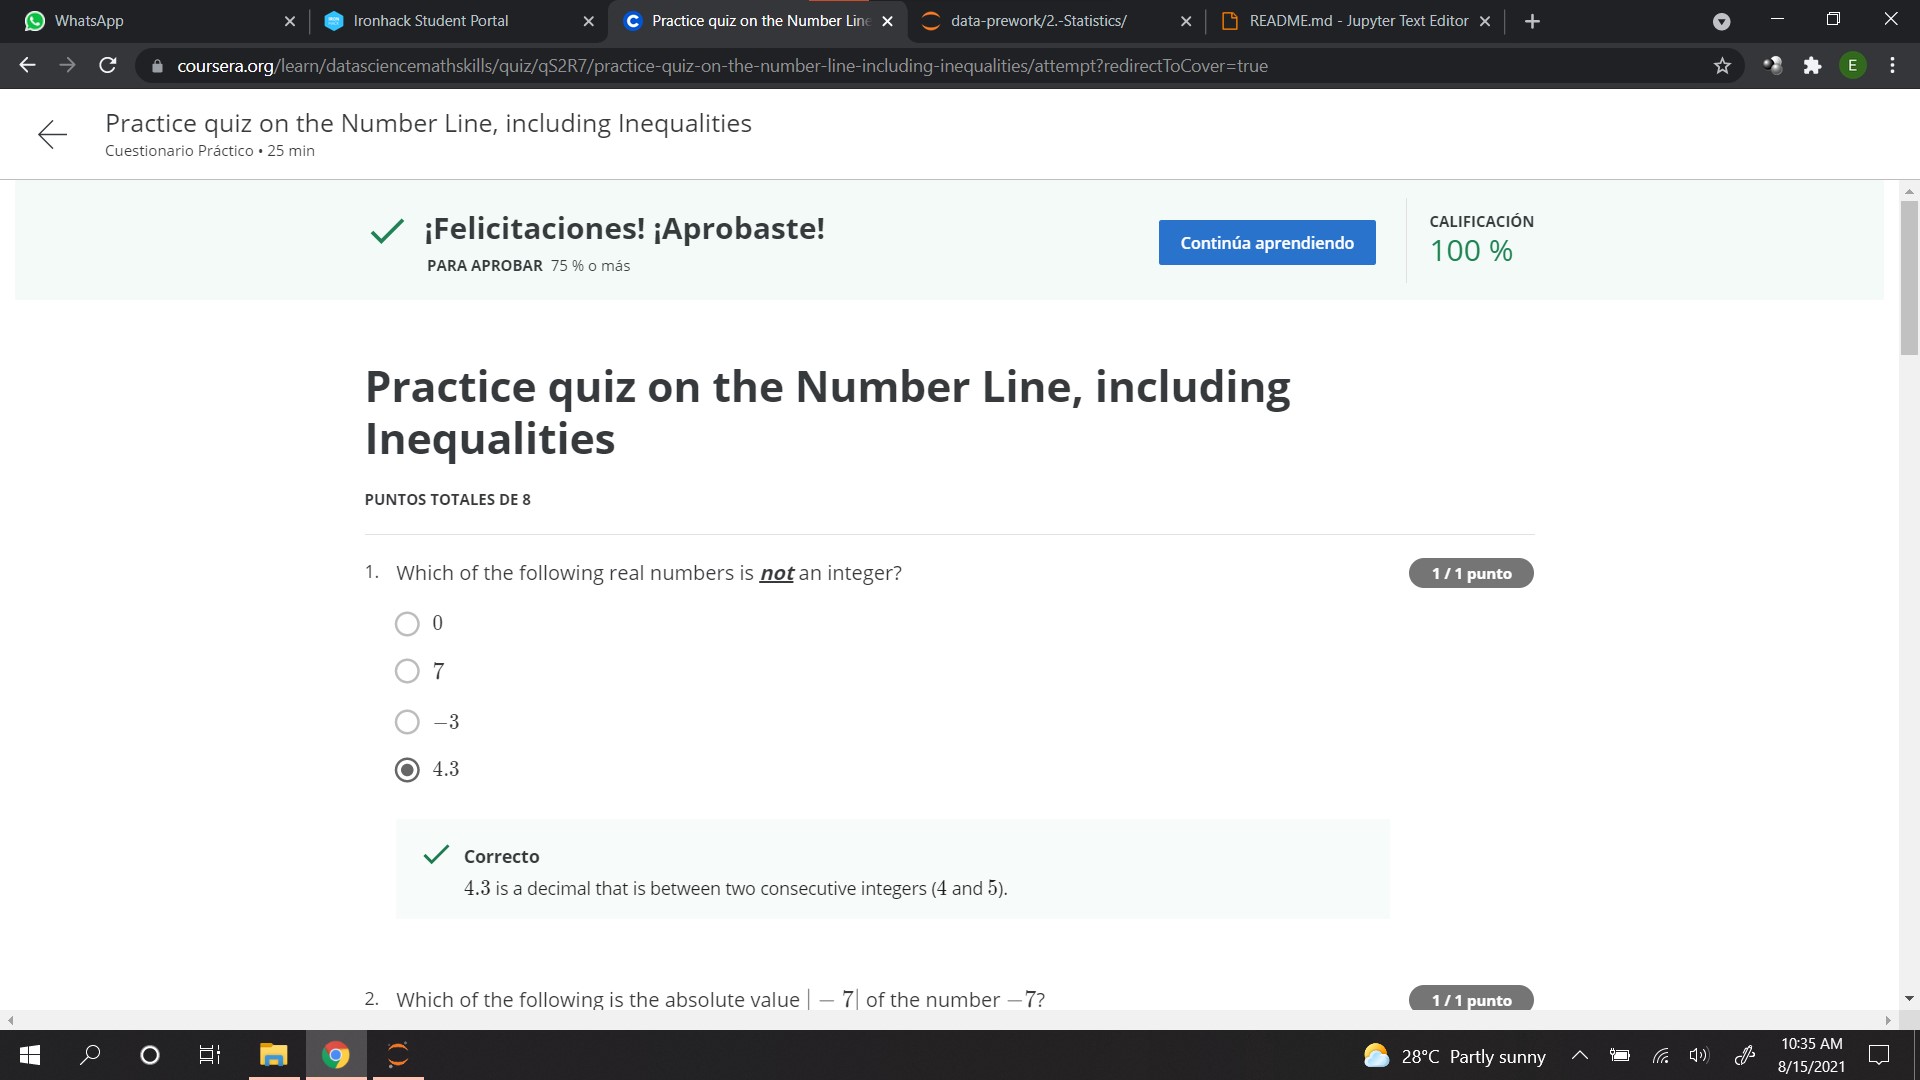 WhatsApp
Ironhack Student Portal
Practice quiz on the Number Line
data-prework/2.-Statistics/
README.md - Jupyter Text Editor
coursera.org/learn/datasciencemathskills/quiz/qS2R7/practice-quiz-on-the-number-line-including-inequalities/attempt?redirectToCover=true
E
Practice quiz on the Number Line, including Inequalities
Cuestionario Práctico • 25 min
¡Felicitaciones! ¡Aprobaste!
PARA APROBAR 75 % o más
Continúa aprendiendo
CALIFICACIÓN
100 %
Practice quiz on the Number Line, including
Inequalities
PUNTOS TOTALES DE 8
1. Which of the following real numbers is not an integer?
1 / 1 punto
0
7
−3
4.3
Correcto
4.3 is a decimal that is between two consecutive integers (4 and 5).
2. Which of the following is the absolute value | − 7| of the number −7?
1 / 1 punto
28°C Partly sunny
10:35 AM
8/15/2021